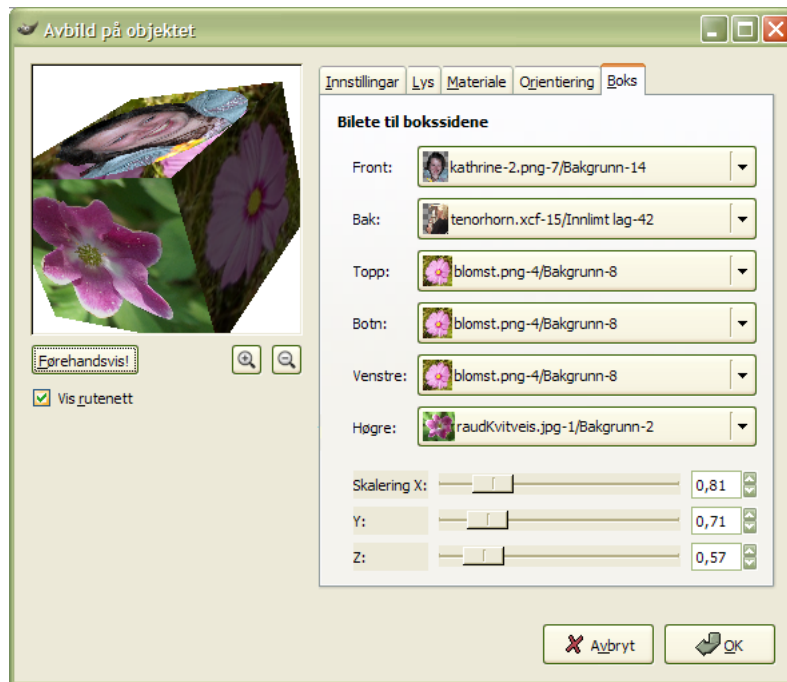 Avbild på objektet
Innstillingar Lys Materiale Orientiering Boks
Bilete til bokssidene
Front: kathrine-2.png-7/Bakgrunn-14
Bak: tenorhorn.xcf-15/Innlimt lag-42
Topp: blomst.png-4/Bakgrunn-8
Botn: blomst.png-4/Bakgrunn-8
Venstre: blomst.png-4/Bakgrunn-8
Høgre: raudKvitveis.jpg-1/Bakgrunn-2
Førehandsvis!
Vis rutenett
Skalering X: 0,81
Y: 0,71
Z: 0,57
Avbryt OK